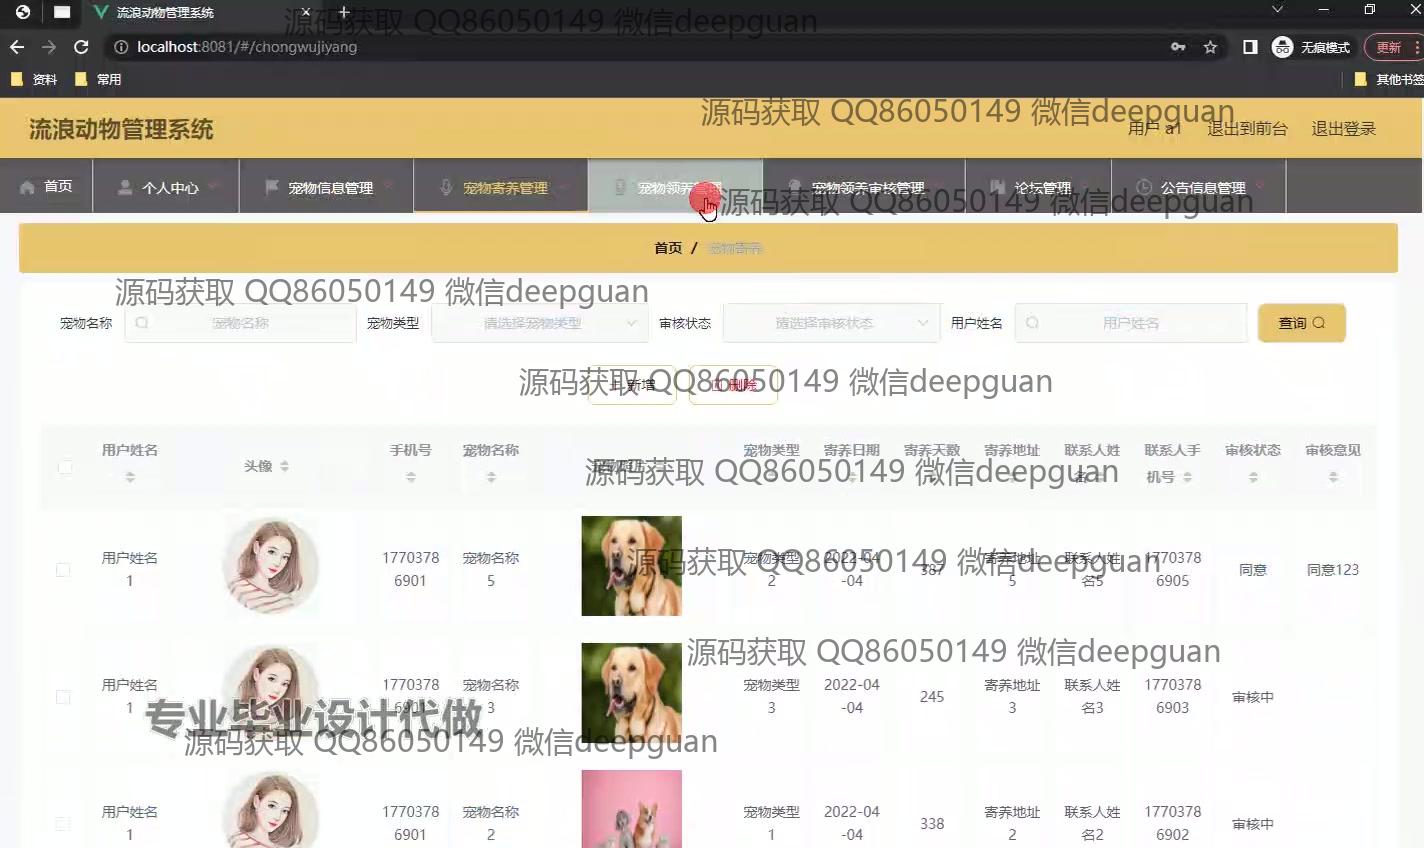 流浪动物管理系统
源码获取 QQ86050149 微信deepguan
localhost:8081/#/chongwujiyang
无痕模式
更新
资料
常用
其他书签
流浪动物管理系统
源码获取 QQ86050149 微信deepguan
用户 a1
退出到前台
退出登录
首页
个人中心
宠物信息管理
宠物寄养管理
宠物领养管理
宠物领养审核管理
论坛管理
公告信息管理
源码获取 QQ86050149 微信deepguan
首页 / 宠物寄养
源码获取 QQ86050149 微信deepguan
宠物名称
宠物名称
宠物类型
请选择宠物类型
审核状态
请选择审核状态
用户姓名
用户姓名
查询
新增
删除
源码获取 QQ86050149 微信deepguan
用户姓名
头像
手机号
宠物名称
宠物类型
寄养日期
寄养天数
寄养地址
联系人姓名
联系人手机号
审核状态
审核意见
源码获取 QQ86050149 微信deepguan
用户姓名1
17703786901
宠物名称5
宠物类型2
2022-04-04
387
寄养地址5
联系人姓名5
17703786905
同意
同意123
源码获取 QQ86050149 微信deepguan
源码获取 QQ86050149 微信deepguan
用户姓名1
17703786901
宠物名称3
宠物类型3
2022-04-04
245
寄养地址3
联系人姓名3
17703786903
审核中
专业毕业设计代做
源码获取 QQ86050149 微信deepguan
用户姓名1
17703786901
宠物名称2
宠物类型1
2022-04-04
338
寄养地址2
联系人姓名2
17703786902
审核中